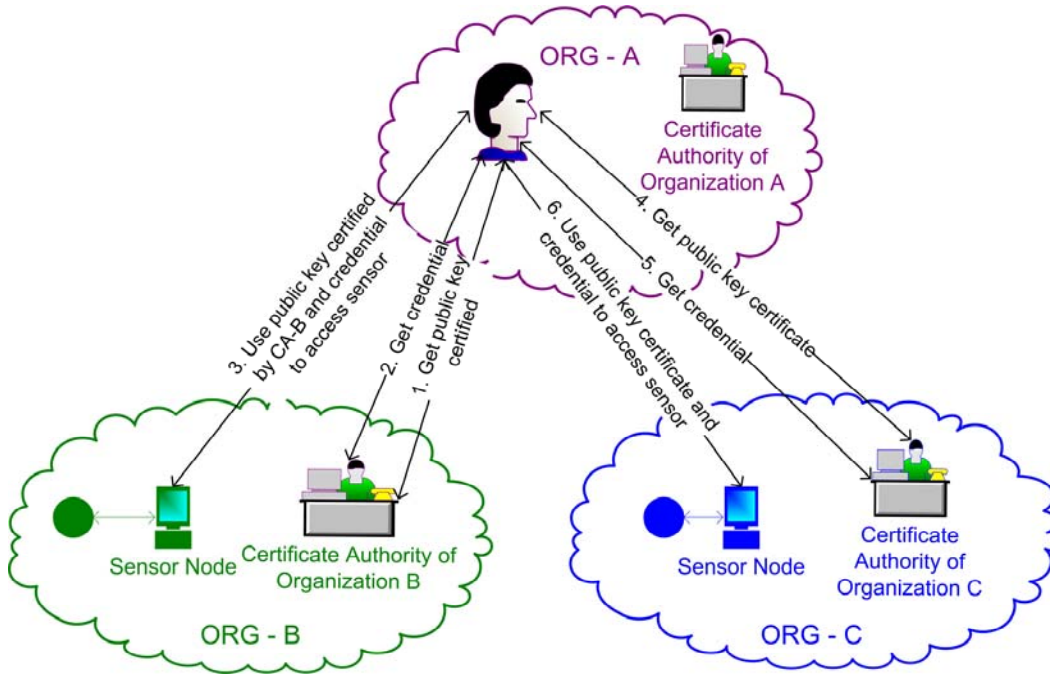 ORG - A
Certificate
Authority of
Organization A
3. Use public key certified
by CA-B and credential
to access sensor
2. Get credential
1. Get public key
certified
6. Use public key certificate and
credential to access sensor
5. Get credential
4. Get public key certificate
Sensor Node
Certificate Authority of
Organization B
ORG - B
Sensor Node
Certificate
Authority of
Organization C
ORG - C